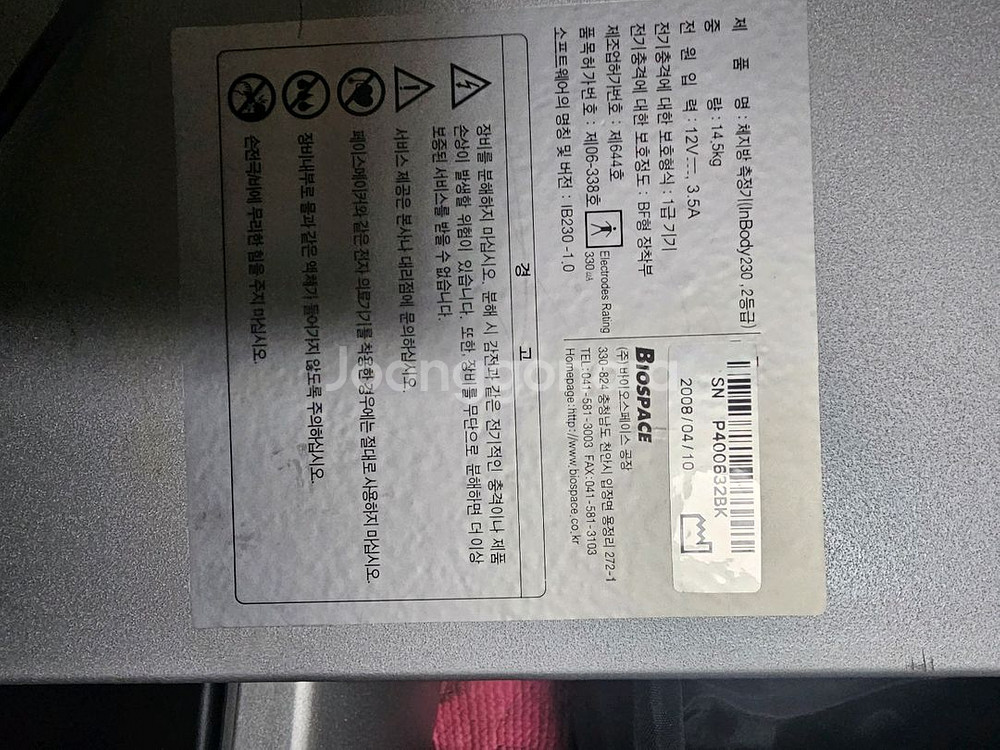 제 품 명 : 체지방 측정기(InBody230, 2등급)
중 량 : 14.5kg
전 원 입 력 : 12V⎓, 3.5A
전기충격에 대한 보호형식 : 1급 기기
전기충격에 대한 보호정도 : BF형 장착부
제조업허가번호 : 제644호
품목허가번호 : 제06-338호
소프트웨어의 명칭 및 버전 : IB230-1.0
Electrodes Rating
330㎂
SN P400632BK
2008/04/10
BIOSPACE
(주) 바이오스페이스 공장
330-824 충청남도 천안시 입장면 용정리 272-1
TEL:041-581-3003 FAX:041-581-3103
Homepage:http://www.biospace.co.kr
경 고
장비를 분해하지 마십시오. 분해 시 감전과 같은 전기적인 충격이나 제품
손상이 발생할 위험이 있습니다. 또한, 장비를 무단으로 분해하면 더 이상
보증된 서비스를 받을 수 없습니다.
서비스 제공은 본사나 대리점에 문의하십시오.
페이스메이커와 같은 전자 의료기기를 착용한 경우에는 절대로 사용하지 마십시오.
장비내부로 물과 같은 액체가 들어가지 않도록 주의하십시오.
손전극부에 무리한 힘을 주지 마십시오.